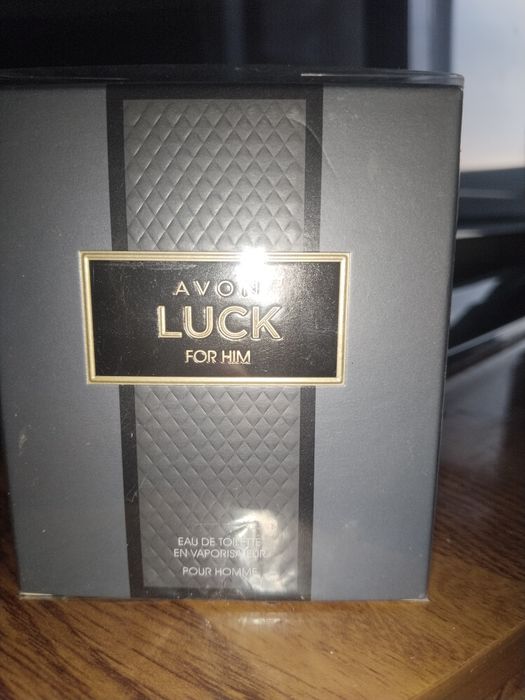 AVON
LUCK
FOR HIM
EAU DE TOILETTE
EN VAPORISATEUR
POUR HOMME